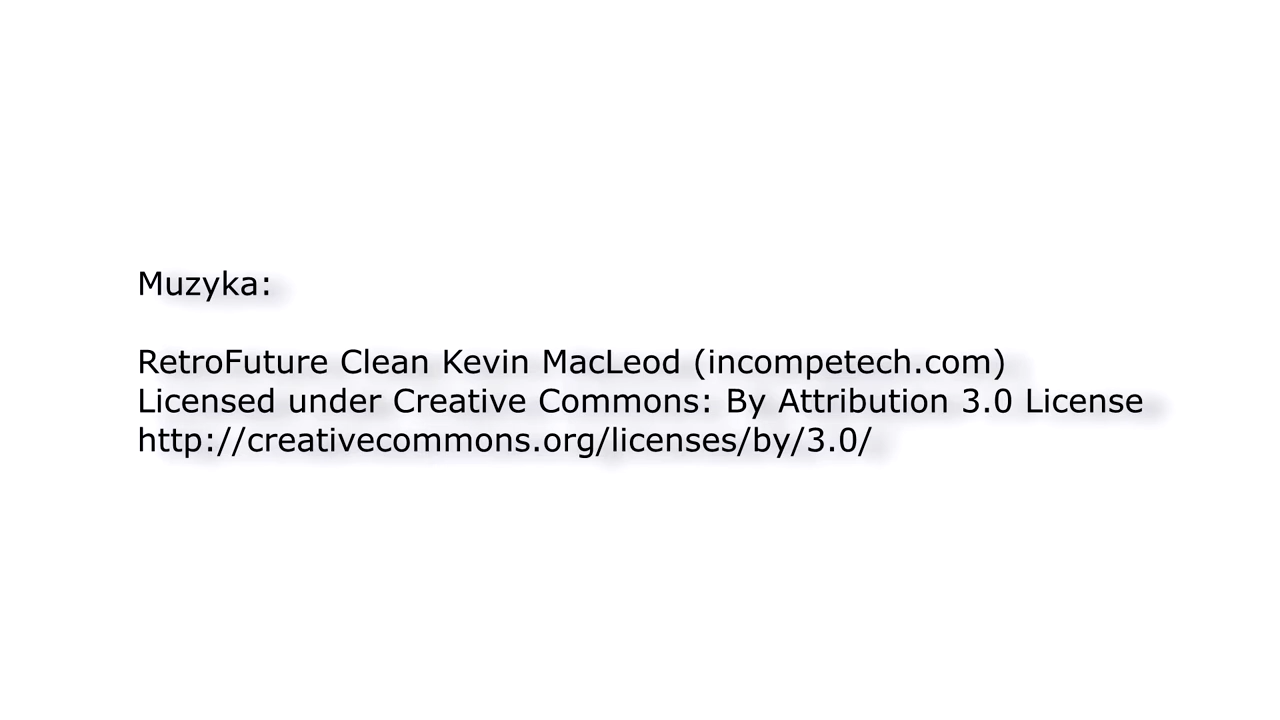 Muzyka:
RetroFuture Clean Kevin MacLeod (incompetech.com)
Licensed under Creative Commons: By Attribution 3.0 License
http://creativecommons.org/licenses/by/3.0/